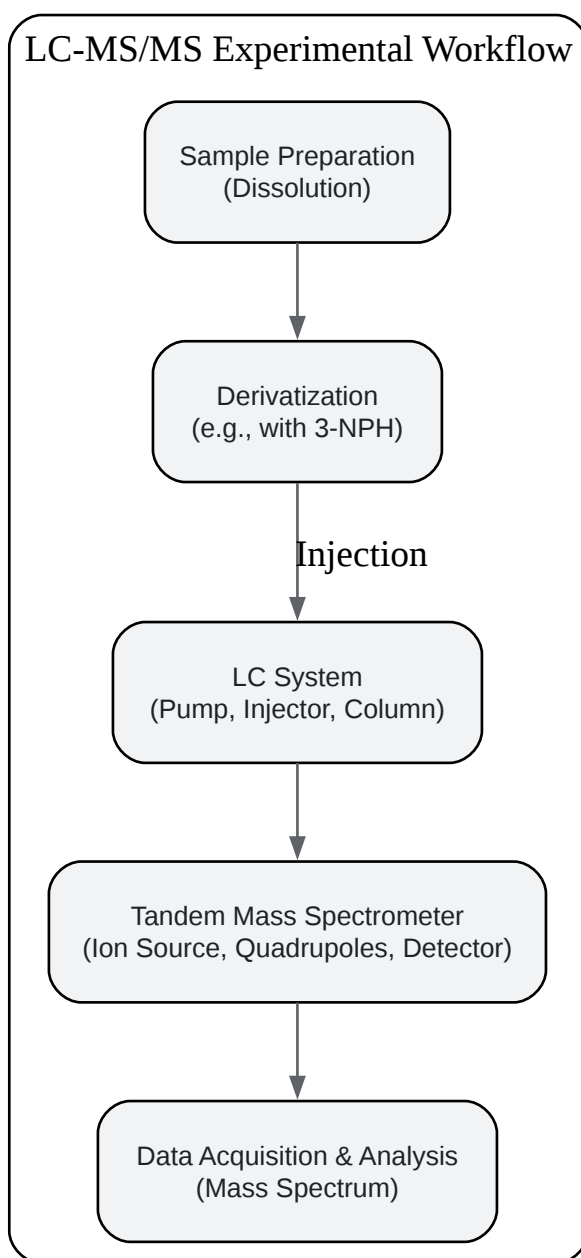 LC-MS/MS Experimental Workflow
Sample Preparation
(Dissolution)
Derivatization
(e.g., with 3-NPH)
Injection
LC System
(Pump, Injector, Column)
Tandem Mass Spectrometer
(Ion Source, Quadrupoles, Detector)
Data Acquisition & Analysis
(Mass Spectrum)